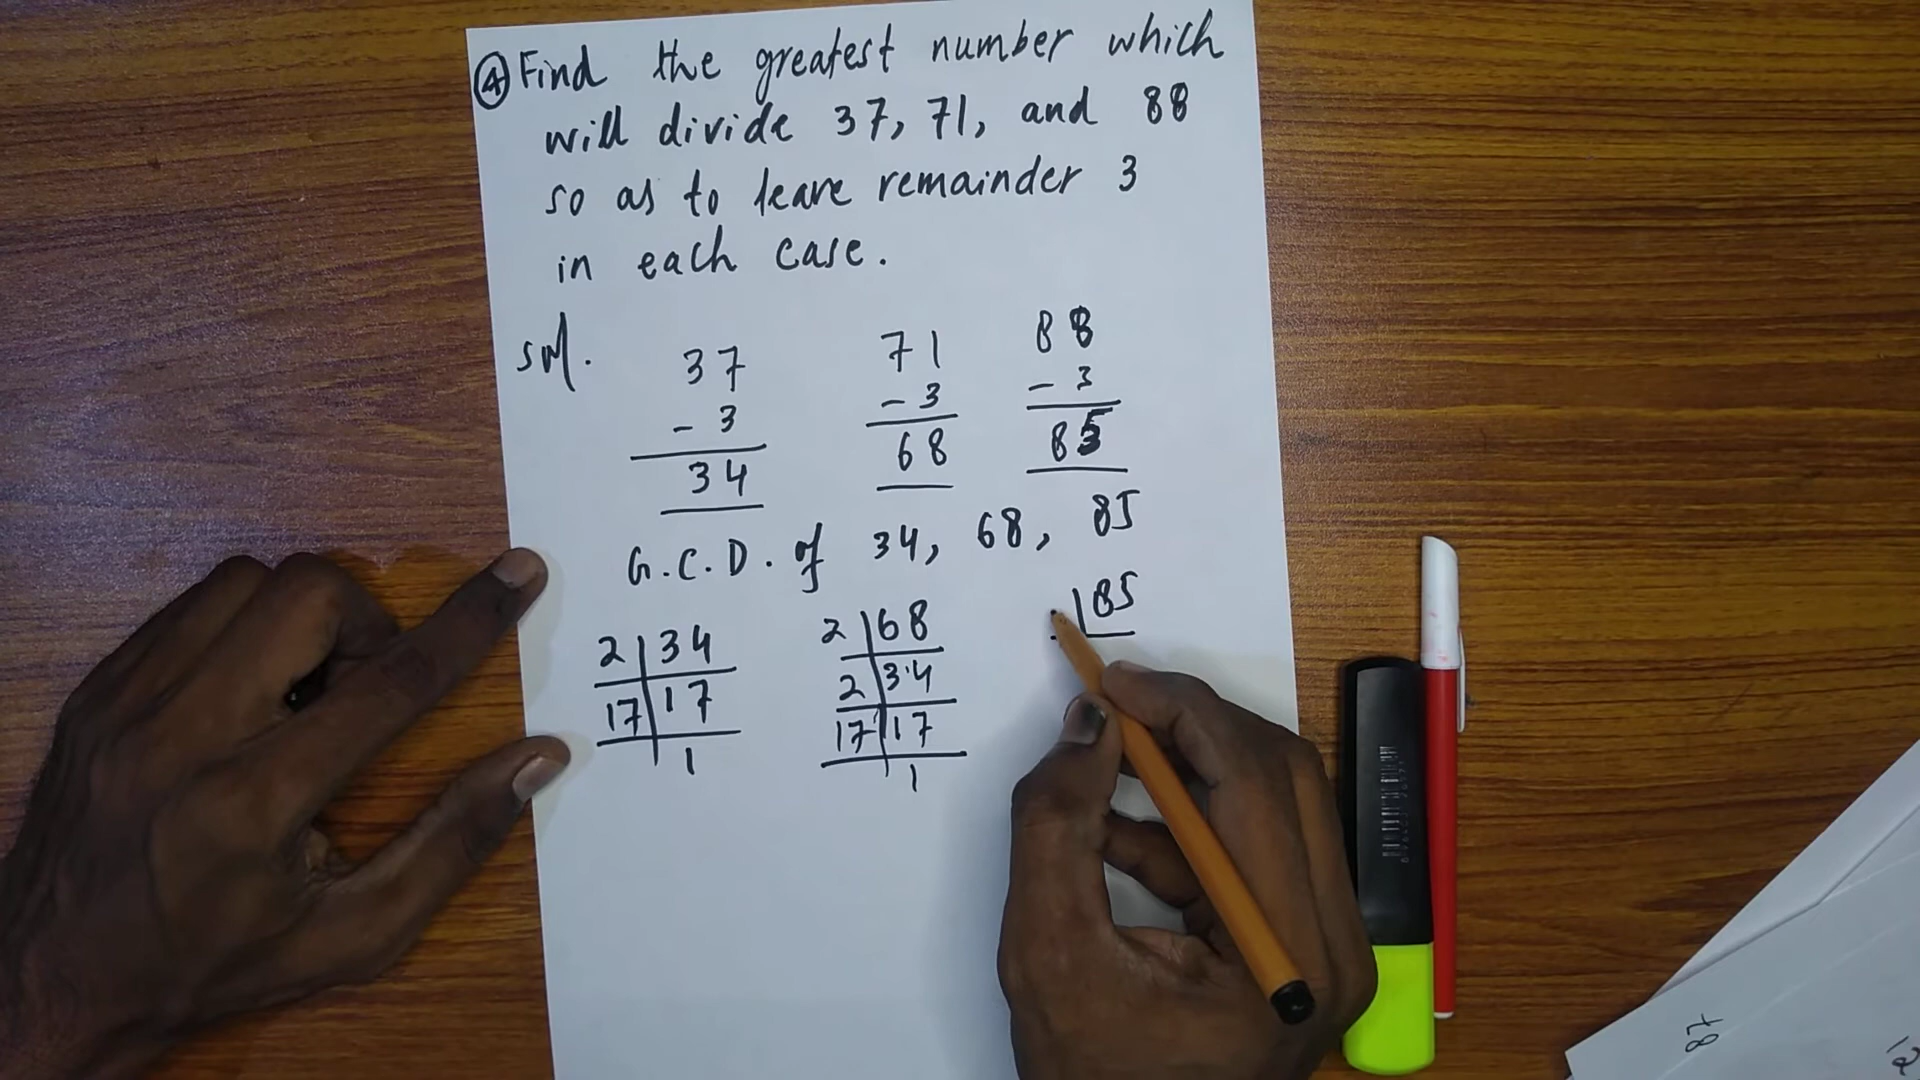 ④ Find the greatest number which
will divide 37, 71, and 88
so as to leave remainder 3
in each case.
Sol.
37
- 3
34
71
- 3
68
88
- 3
85
G.C.D. of 34, 68, 85
2 34
17 17
1
2 68
2 34
17 17
1
85